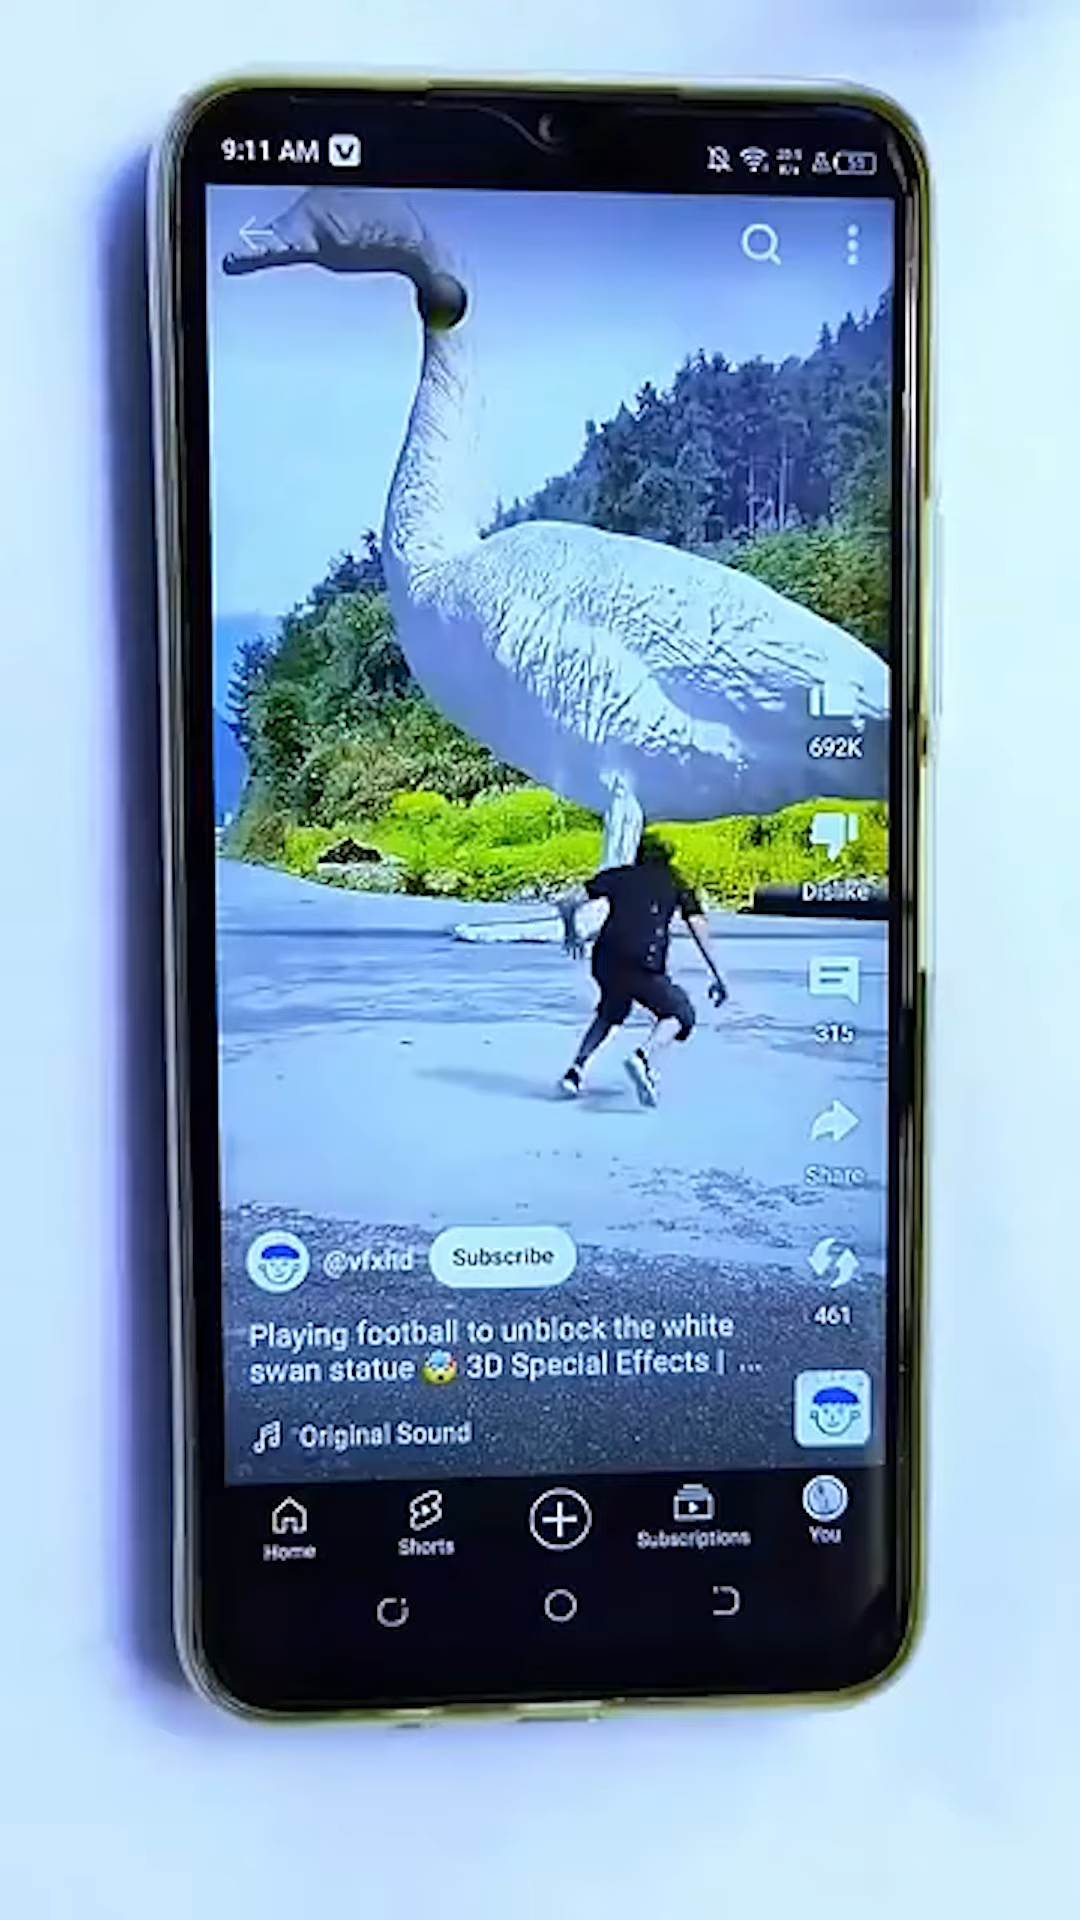 9:11 AM
692K
Dislike
315
Share
Subscribe
461
Playing football to unblock the white
swan statue 🤯 3D Special Effects | ...
Original Sound
Home
Shorts
Subscriptions
You